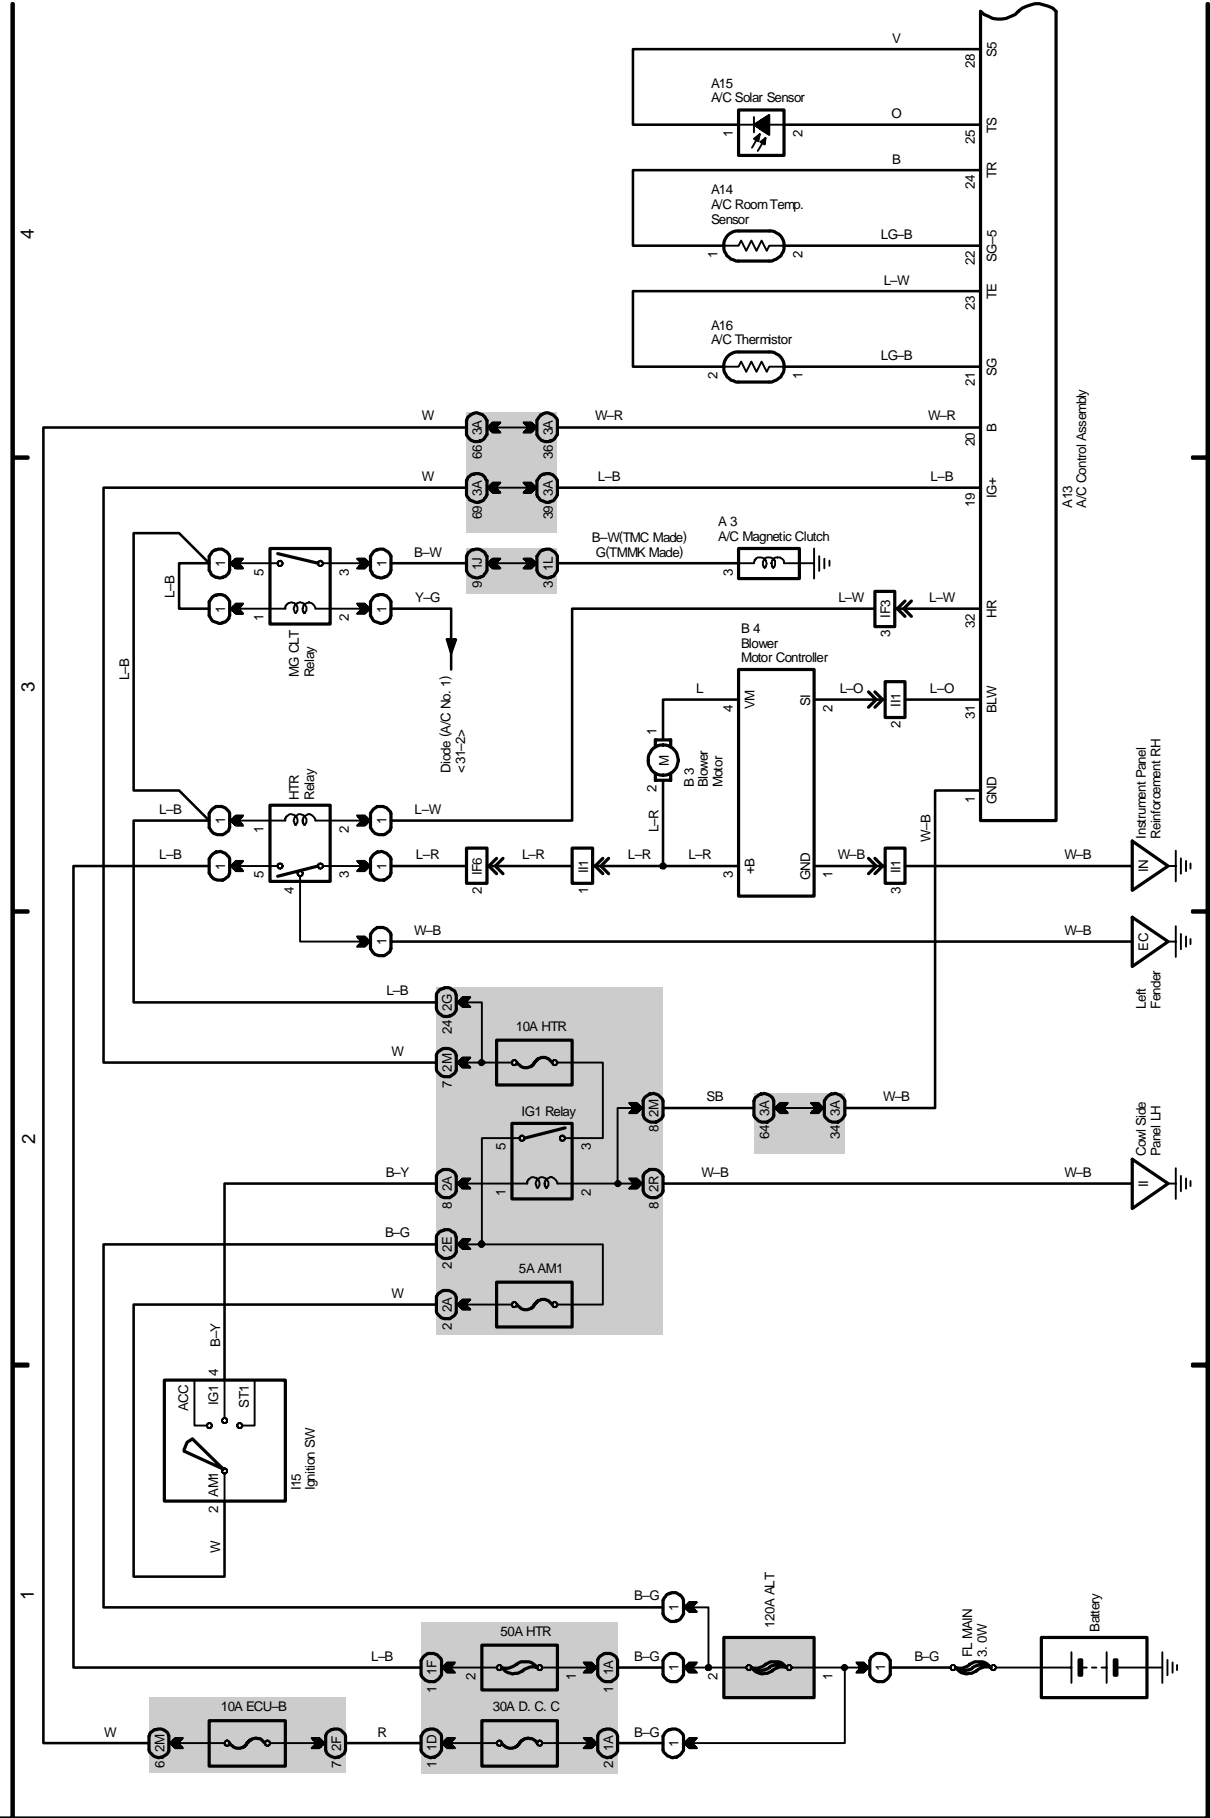 4
3
2
1
V
28
S5
A15
A/C Solar Sensor
1
2
O
25
TS
B
24
TR
A14
A/C Room Temp.
Sensor
1
2
LG–B
22
SG–5
L–W
23
TE
A16
A/C Thermistor
2
1
LG–B
21
SG
W
66
3A
36
3A
W–R
W–R
20
B
W
69
3A
39
3A
L–B
L–B
19
IG+
A13
A/C Control Assembly
L–B
L–B
1
5
3
1
B–W
9
1J
3
1L
B–W(TMC Made)
G(TMMK Made)
A 3
A/C Magnetic Clutch
3
1
1
2
1
Y–G
MG CLT
Relay
Diode (A/C No. 1)
<31–2>
L–W
IF3
3
L–W
32
HR
B 4
Blower
Motor Controller
L
4
VM
SI
2
L–O
II1
2
L–O
31
BLW
1
M
2
B 3
Blower
Motor
L–R
HTR
Relay
L–B
1
1
2
1
L–W
1
GND
W–B
L–B
1
5
4
3
1
L–R
IF6
2
L–R
II1
1
L–R
L–R
3
+B
GND
1
W–B
II1
3
W–B
IN
Instrument Panel
Reinforcement RH
1
W–B
W–B
EC
Left
Fender
L–B
24
2G
10A HTR
W
7
2M
IG1 Relay
5
3
8
2M
SB
64
3A
34
3A
W–B
B–Y
8
2A
1
2
8
2R
W–B
W–B
II
Cowl Side
Panel LH
B–G
2
2E
5A AM1
W
2
2A
B–Y
4
ACC
IG1
ST1
AM1
2
W
I15
Ignition SW
B–G
1
120A ALT
50A HTR
L–B
1
1F
2
1
1
1A
B–G
1
2
1
1
B–G
FL MAIN
3. 0W
Battery
10A ECU–B
30A D. C. C
W
6
2M
7
2F
R
1
1D
2
1A
B–G
1